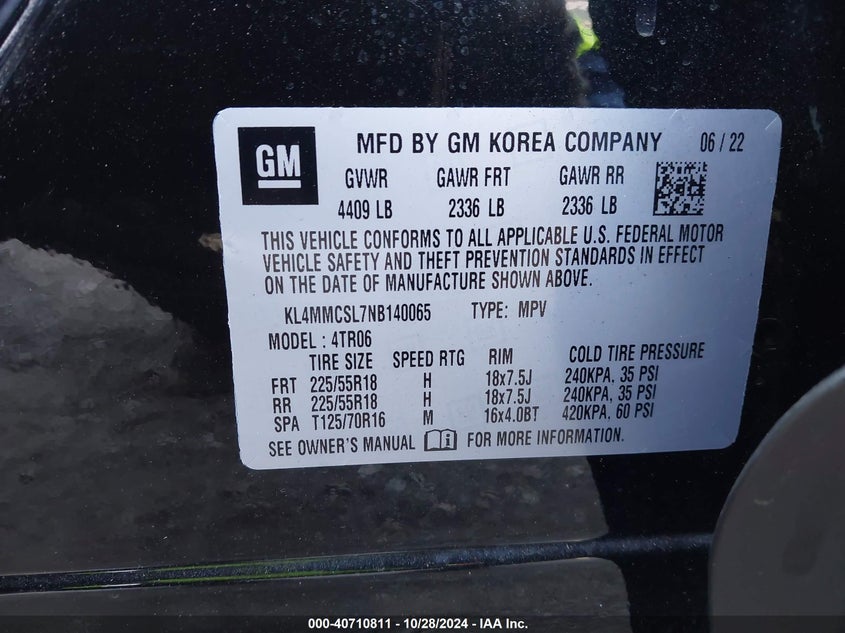 GM
MFD BY GM KOREA COMPANY 06 / 22
GVWR GAWR FRT GAWR RR
4409 LB 2336 LB 2336 LB
THIS VEHICLE CONFORMS TO ALL APPLICABLE U.S. FEDERAL MOTOR
VEHICLE SAFETY AND THEFT PREVENTION STANDARDS IN EFFECT
ON THE DATE OF MANUFACTURE SHOWN ABOVE.
KL4MMCSL7NB140065 TYPE: MPV
MODEL : 4TR06
TIRE SIZE SPEED RTG RIM COLD TIRE PRESSURE
FRT 225/55R18 H 18x7.5J 240KPA, 35 PSI
RR 225/55R18 H 18x7.5J 240KPA, 35 PSI
SPA T125/70R16 M 16x4.0BT 420KPA, 60 PSI
SEE OWNER'S MANUAL FOR MORE INFORMATION.
000-40710811 - 10/28/2024 - IAA Inc.